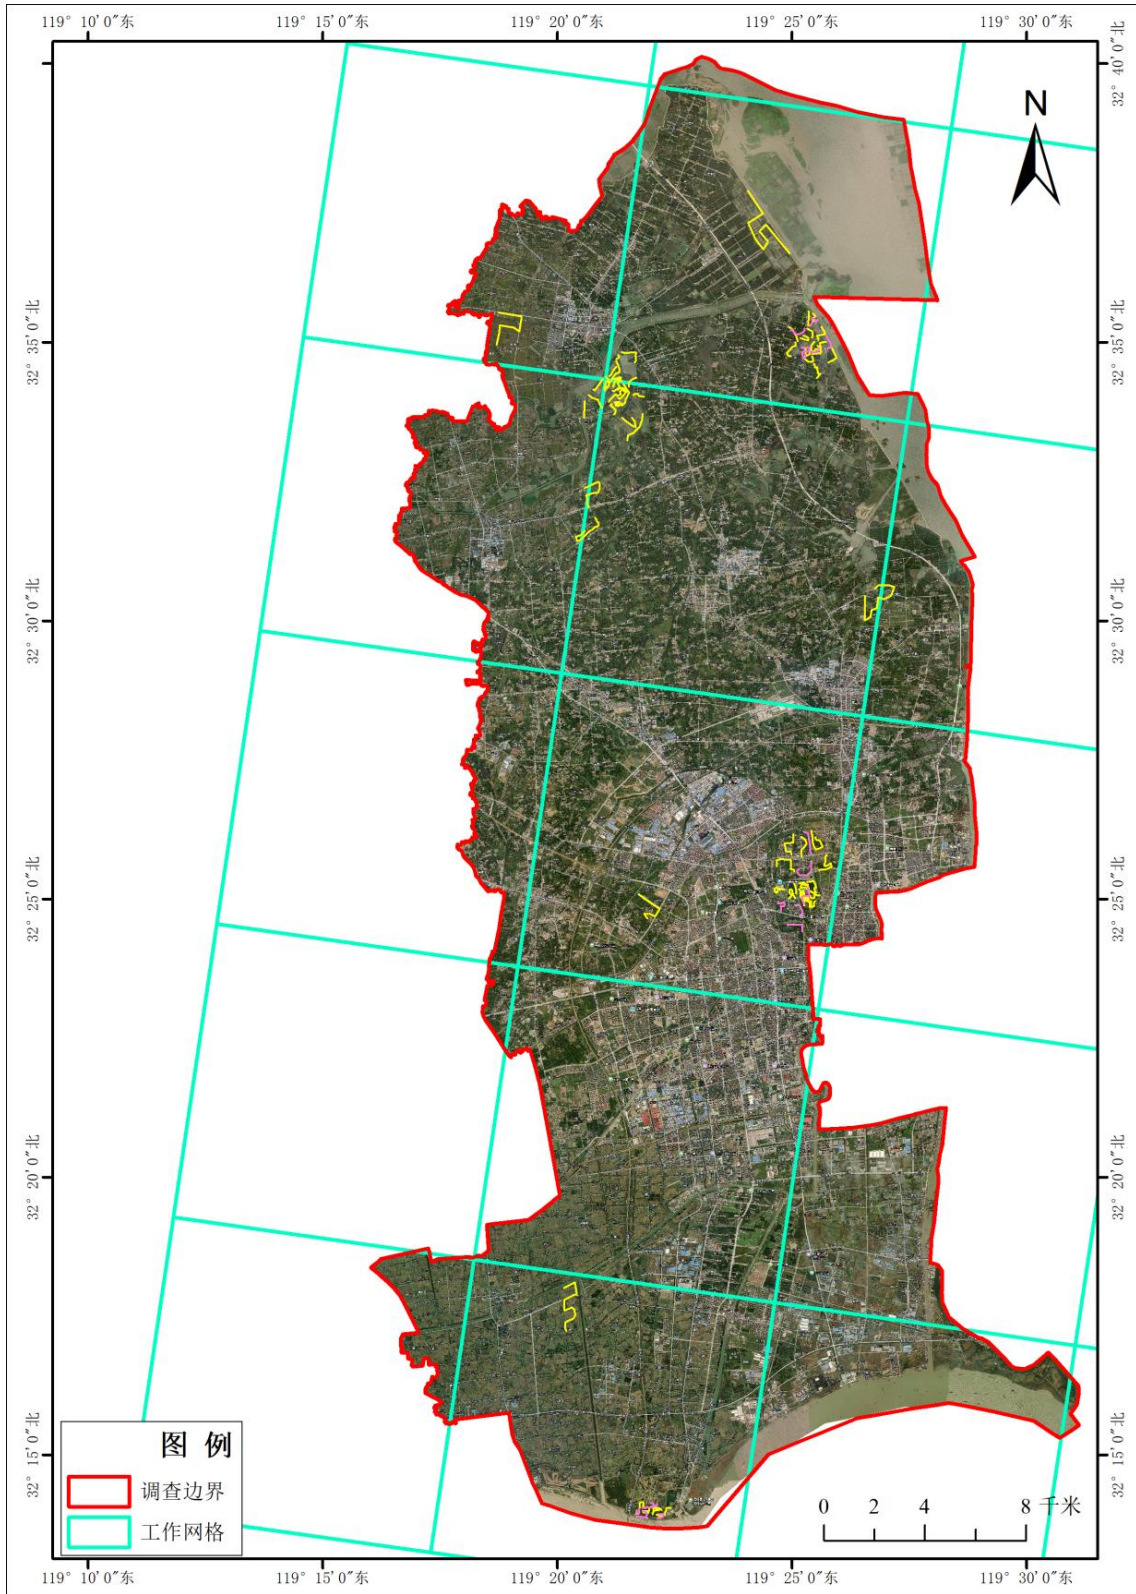 119° 10′ 0″东 119° 15′ 0″东 119° 20′ 0″东 119° 25′ 0″东 119° 30′ 0″东
32° 40′ 0″北
N
32° 35′ 0″北 32° 35′ 0″北
32° 30′ 0″北 32° 30′ 0″北
32° 25′ 0″北 32° 25′ 0″北
32° 20′ 0″北 32° 20′ 0″北
32° 15′ 0″北 32° 15′ 0″北
图 例
调查边界
工作网格
0 2 4 8 千米
119° 10′ 0″东 119° 15′ 0″东 119° 20′ 0″东 119° 25′ 0″东 119° 30′ 0″东